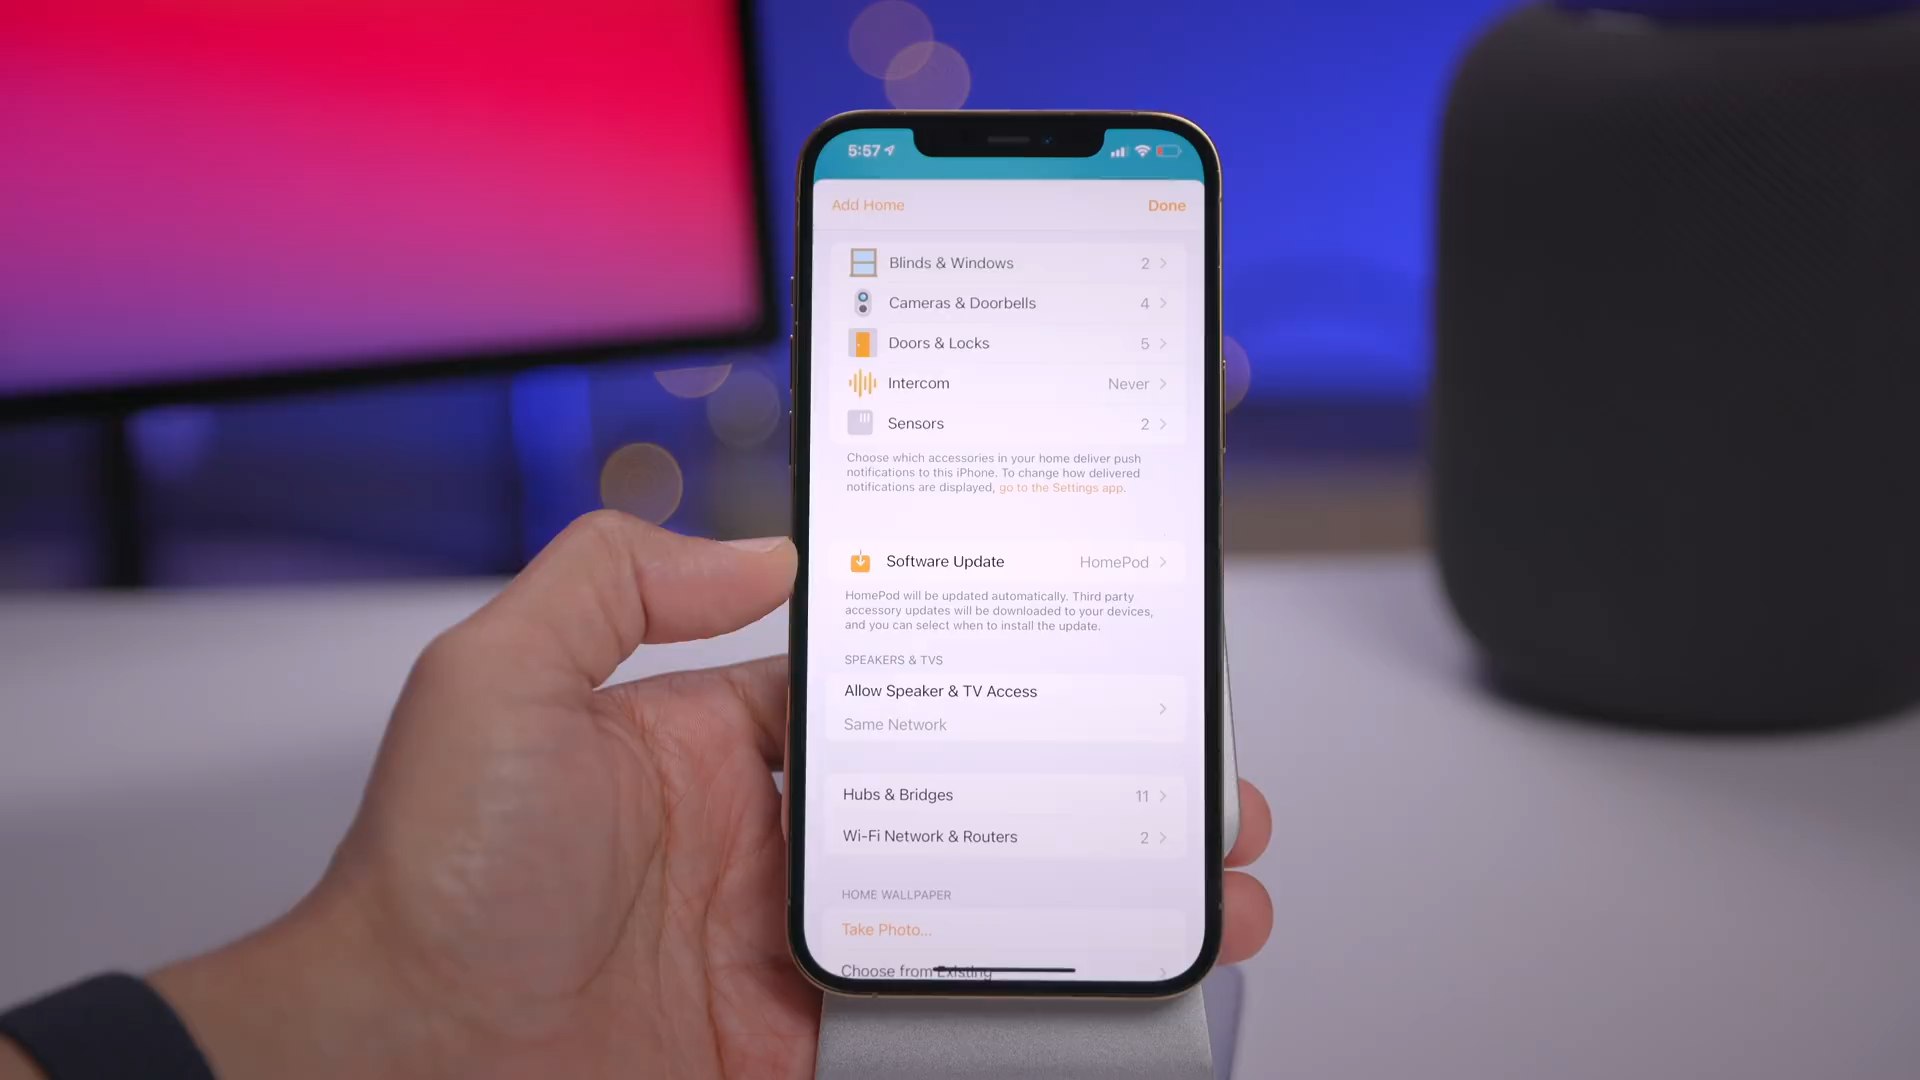 5:57
Add Home Done
Blinds & Windows 2
Cameras & Doorbells 4
Doors & Locks 5
Intercom Never
Sensors 2
Choose which accessories in your home deliver push
notifications to this iPhone. To change how delivered
notifications are displayed, go to the Settings app.
Software Update HomePod
HomePod will be updated automatically. Third party
accessory updates will be downloaded to your devices,
and you can select when to install the update.
SPEAKERS & TVS
Allow Speaker & TV Access
Same Network
Hubs & Bridges 11
Wi-Fi Network & Routers 2
HOME WALLPAPER
Take Photo...
Choose from Existing